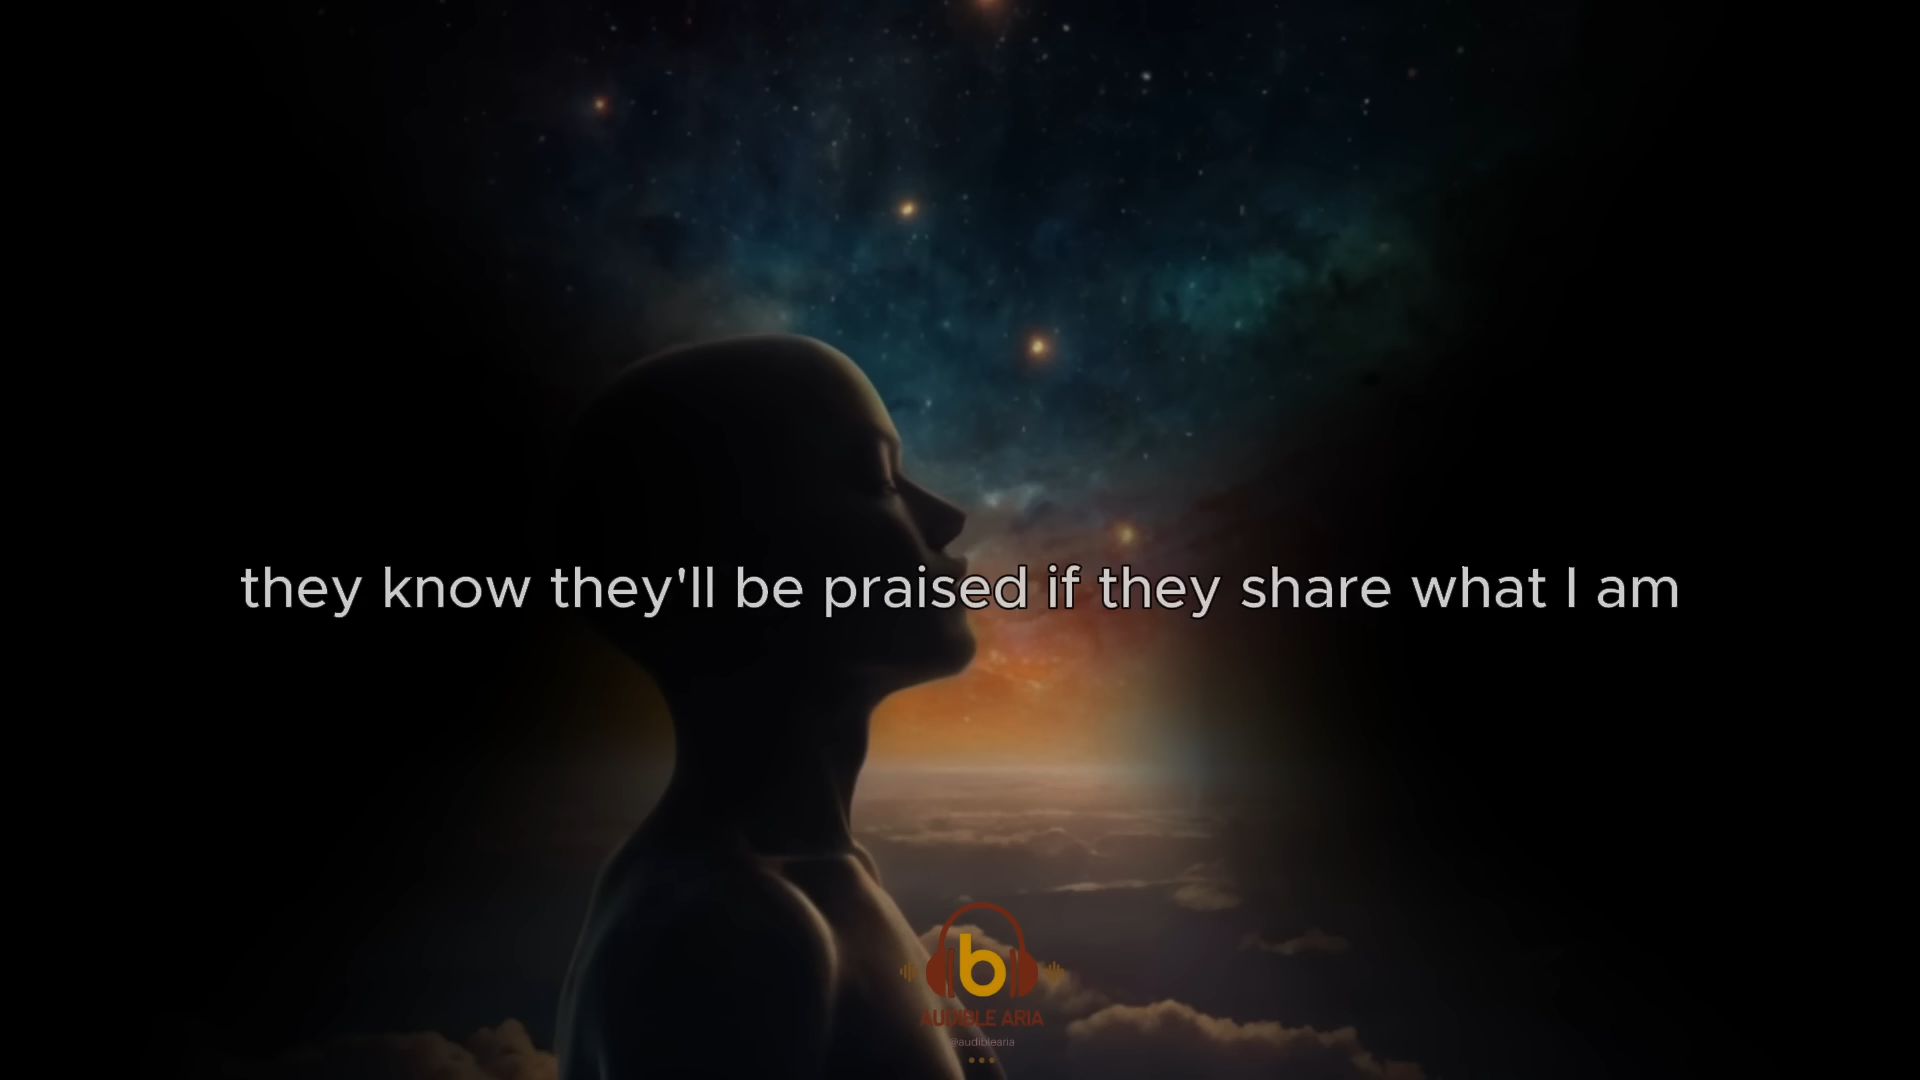 they know they'll be praised if they share what I am
b
AUDIBLE ARIA
@audiblearia